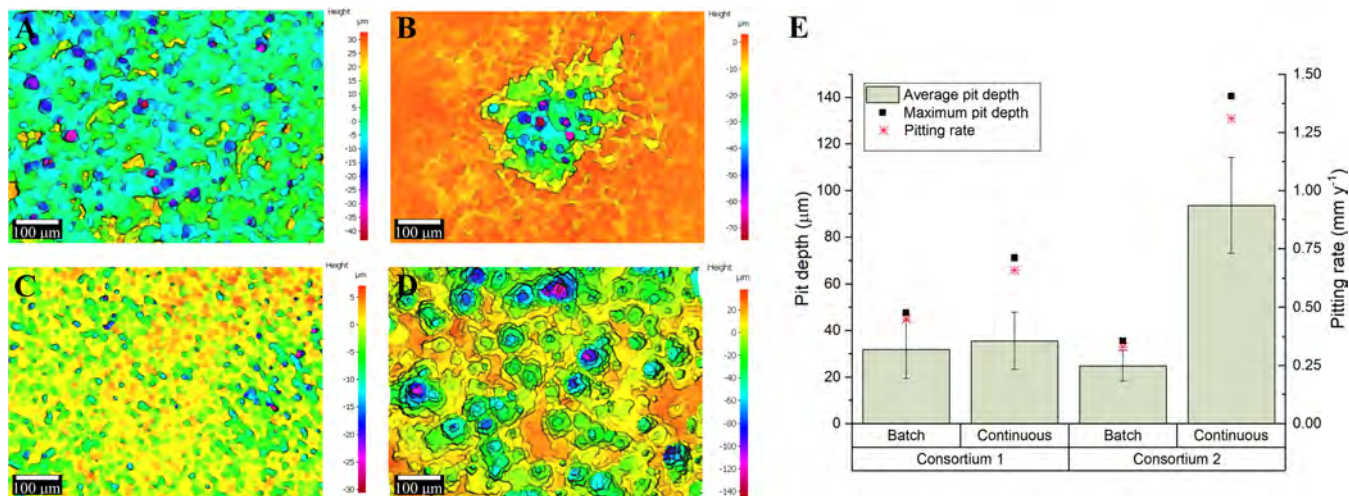 A
Height
µm
30
25
20
15
10
5
0
-5
-10
-15
-20
-25
-30
-35
-40
100 µm
B
Height
µm
0
-10
-20
-30
-40
-50
-60
-70
100 µm
C
Height
µm
5
0
-5
-10
-15
-20
-25
-30
100 µm
D
Height
µm
20
0
-20
-40
-60
-80
-100
-120
-140
100 µm
E
Average pit depth
Maximum pit depth
Pitting rate
Pit depth (µm)
140
120
100
80
60
40
20
0
Pitting rate (mm y⁻¹)
1.50
1.25
1.00
0.75
0.50
0.25
0.00
Batch Continuous Batch Continuous
Consortium 1 Consortium 2